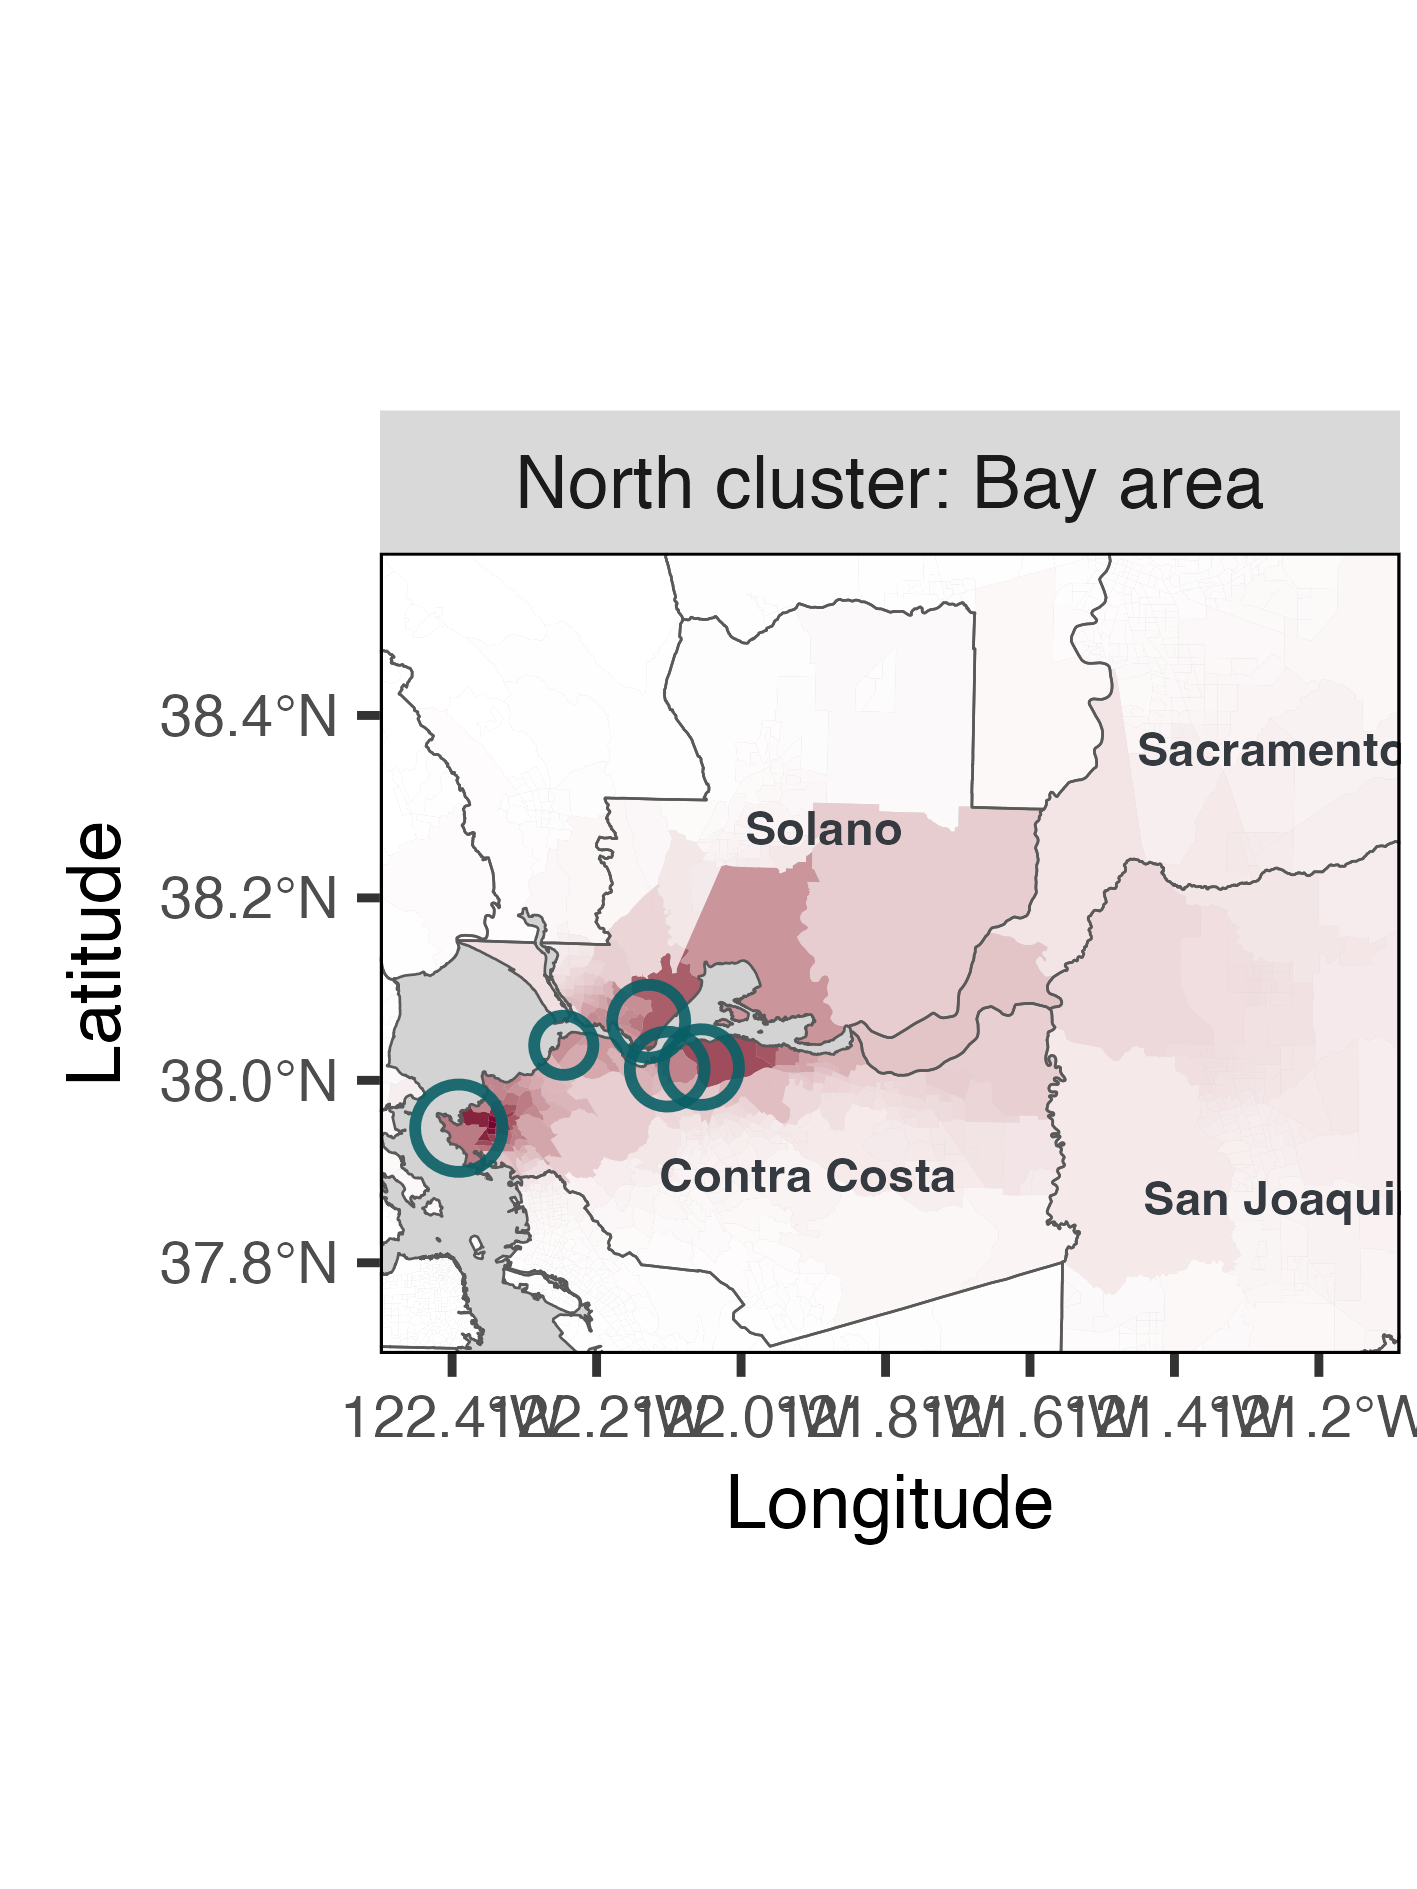 North cluster: Bay area
38.4°N
38.2°N
38.0°N
37.8°N
Latitude
Solano
Sacramento
Contra Costa
San Joaqui
122.4°W 122.2°W 122.0°W 121.8°W 121.6°W 121.4°W 121.2°W
Longitude